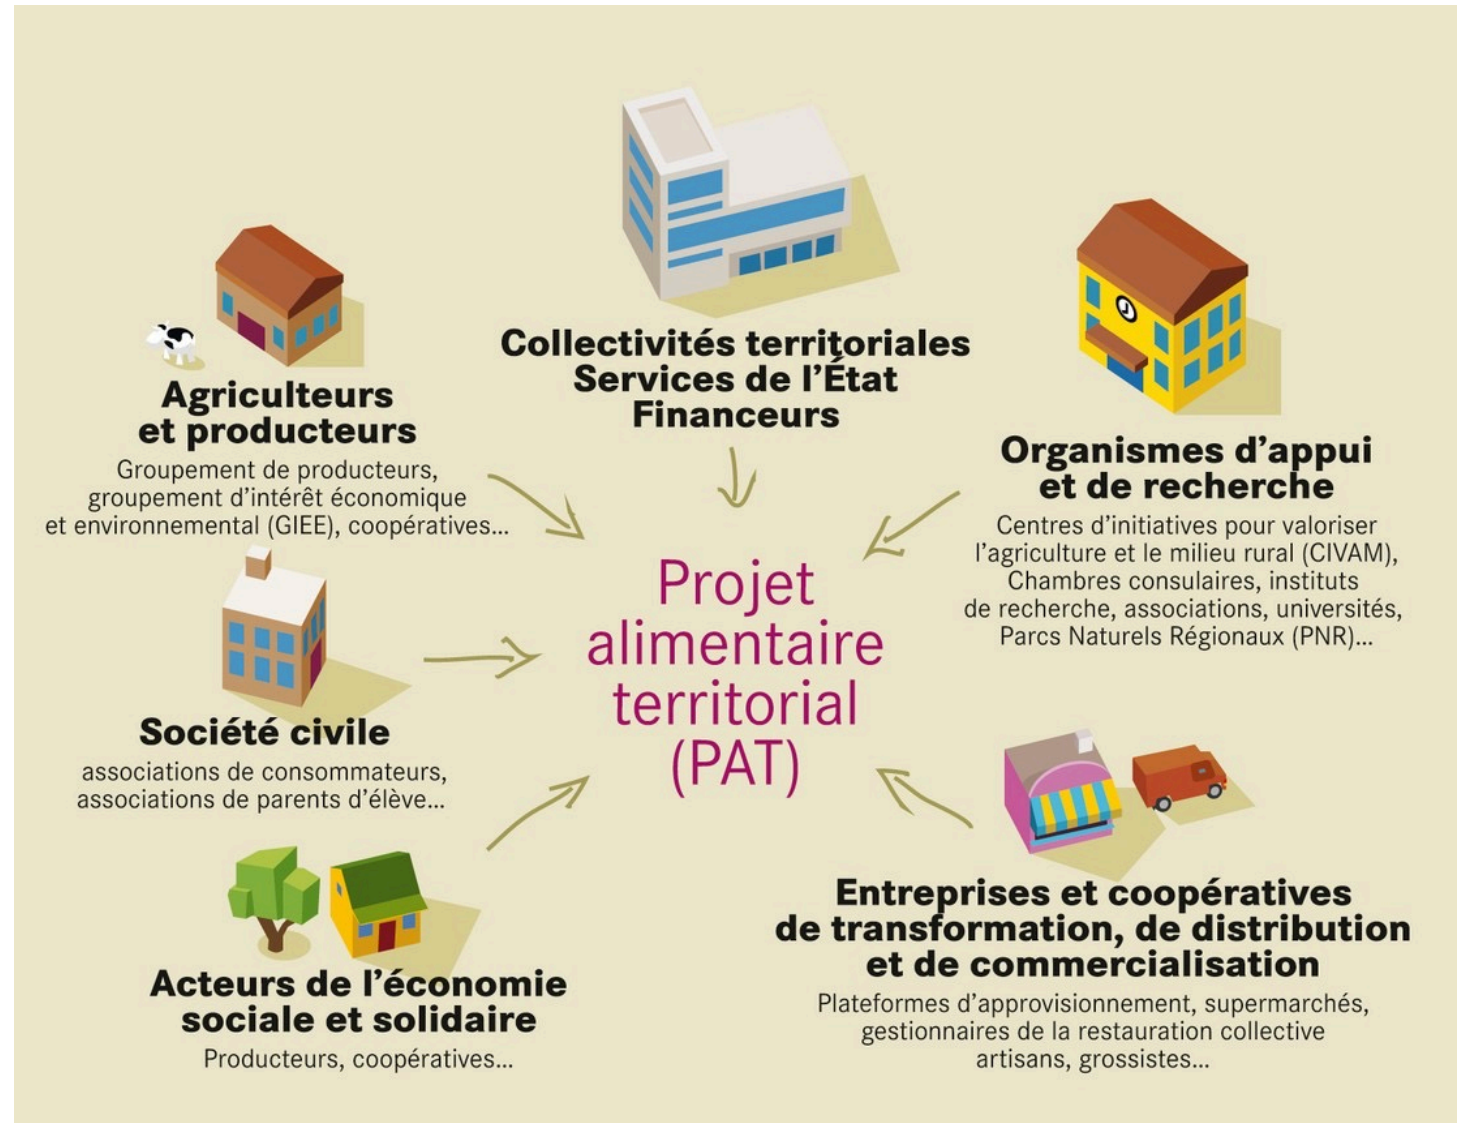 Collectivités territoriales
Services de l'État
Financeurs
Agriculteurs
et producteurs
Groupement de producteurs,
groupement d'intérêt économique
et environnemental (GIEE), coopératives...
Organismes d'appui
et de recherche
Centres d'initiatives pour valoriser
l'agriculture et le milieu rural (CIVAM),
Chambres consulaires, instituts
de recherche, associations, universités,
Parcs Naturels Régionaux (PNR)...
Projet
alimentaire
territorial
(PAT)
Société civile
associations de consommateurs,
associations de parents d'élève...
Entreprises et coopératives
de transformation, de distribution
et de commercialisation
Plateformes d'approvisionnement, supermarchés,
gestionnaires de la restauration collective
artisans, grossistes...
Acteurs de l'économie
sociale et solidaire
Producteurs, coopératives...